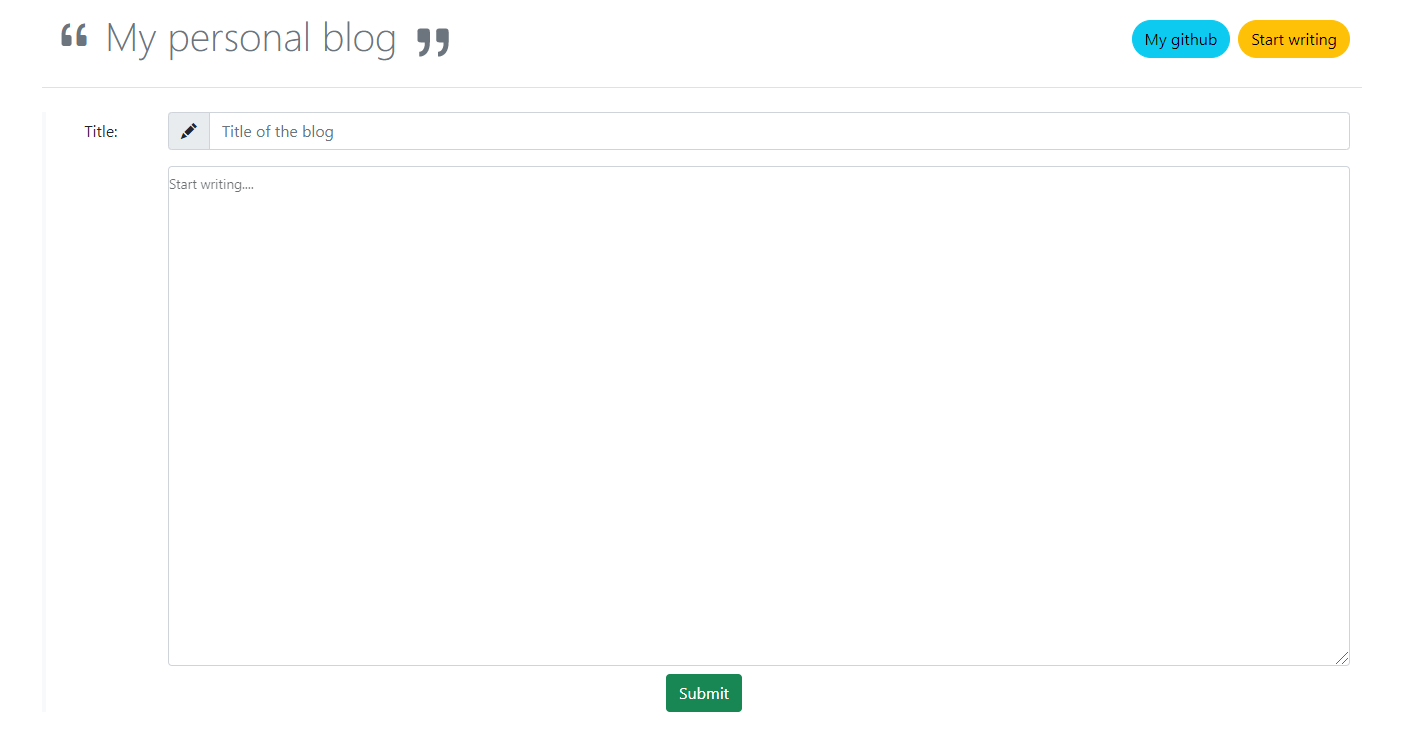 “ My personal blog ”
My github
Start writing
Title:
Title of the blog
Start writing....
Submit